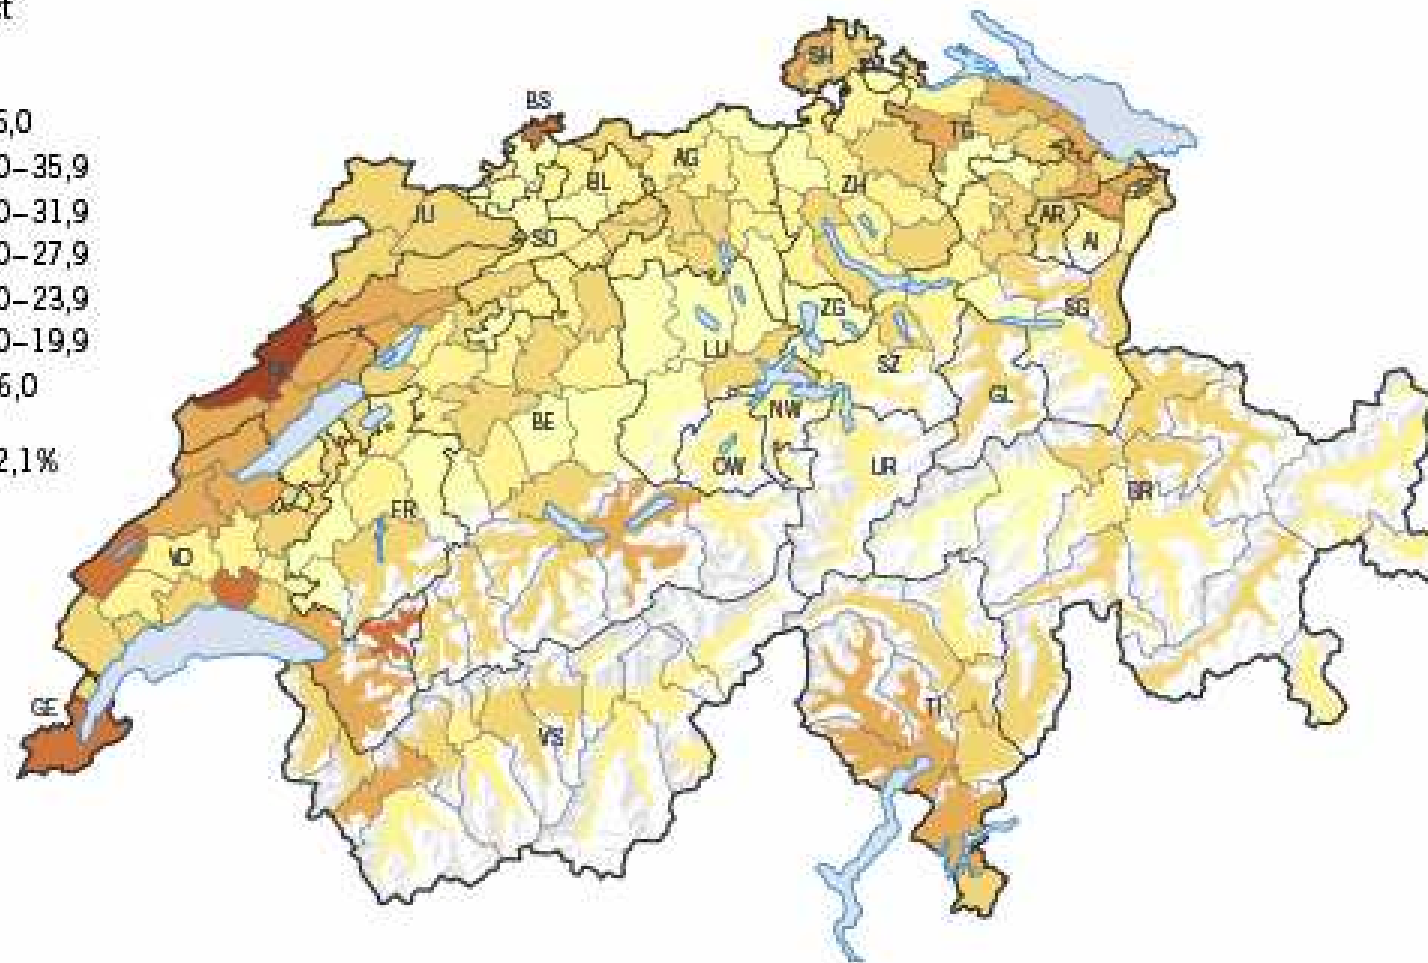 t
6,0
0–35,9
0–31,9
0–27,9
0–23,9
0–19,9
6,0
2,1%
SH
BS
TG
AG
BL
ZH
JU
AR
SO
AI
SG
ZG
LU
SZ
GL
NW
BE
OW
UR
GR
FR
VD
GE
TI
VS